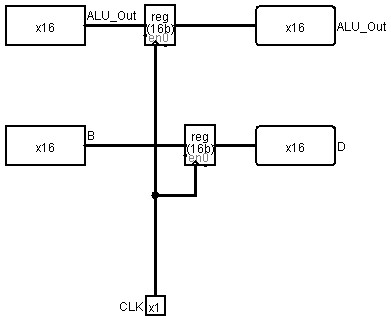 x16
ALU_Out
reg
(16b)
en0
x16
ALU_Out
x16
B
reg
(16b)
en0
x16
D
CLK
x1